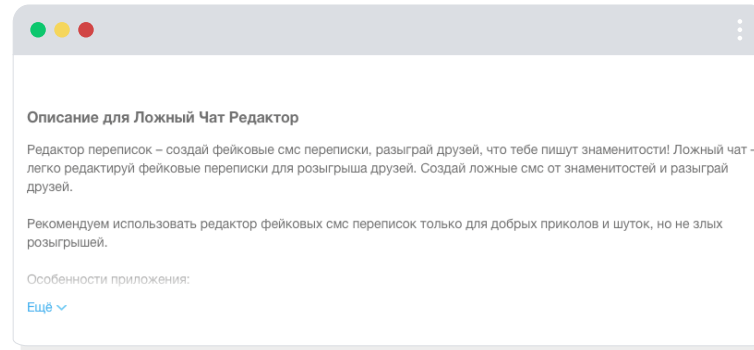 Описание для Ложный Чат Редактор
Редактор переписок – создай фейковые смс переписки, разыграй друзей, что тебе пишут знаменитости! Ложный чат -
легко редактируй фейковые переписки для розыгрыша друзей. Создай ложные смс от знаменитостей и разыграй
друзей.
Рекомендуем использовать редактор фейковых смс переписок только для добрых приколов и шуток, но не злых
розыгрышей.
Особенности приложения:
Ещё